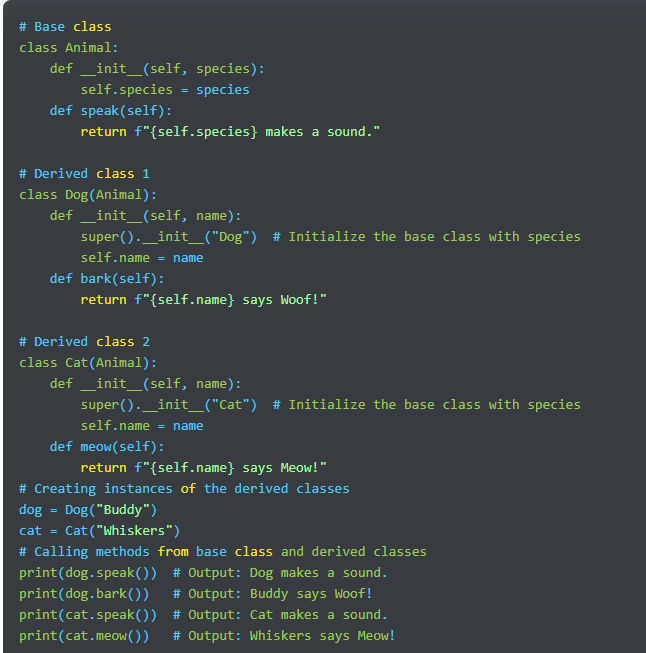 # Base class
class Animal:
    def __init__(self, species):
        self.species = species
    def speak(self):
        return f"{self.species} makes a sound."

# Derived class 1
class Dog(Animal):
    def __init__(self, name):
        super().__init__("Dog")  # Initialize the base class with species
        self.name = name
    def bark(self):
        return f"{self.name} says Woof!"

# Derived class 2
class Cat(Animal):
    def __init__(self, name):
        super().__init__("Cat")  # Initialize the base class with species
        self.name = name
    def meow(self):
        return f"{self.name} says Meow!"
# Creating instances of the derived classes
dog = Dog("Buddy")
cat = Cat("Whiskers")
# Calling methods from base class and derived classes
print(dog.speak())  # Output: Dog makes a sound.
print(dog.bark())   # Output: Buddy says Woof!
print(cat.speak())  # Output: Cat makes a sound.
print(cat.meow())   # Output: Whiskers says Meow!